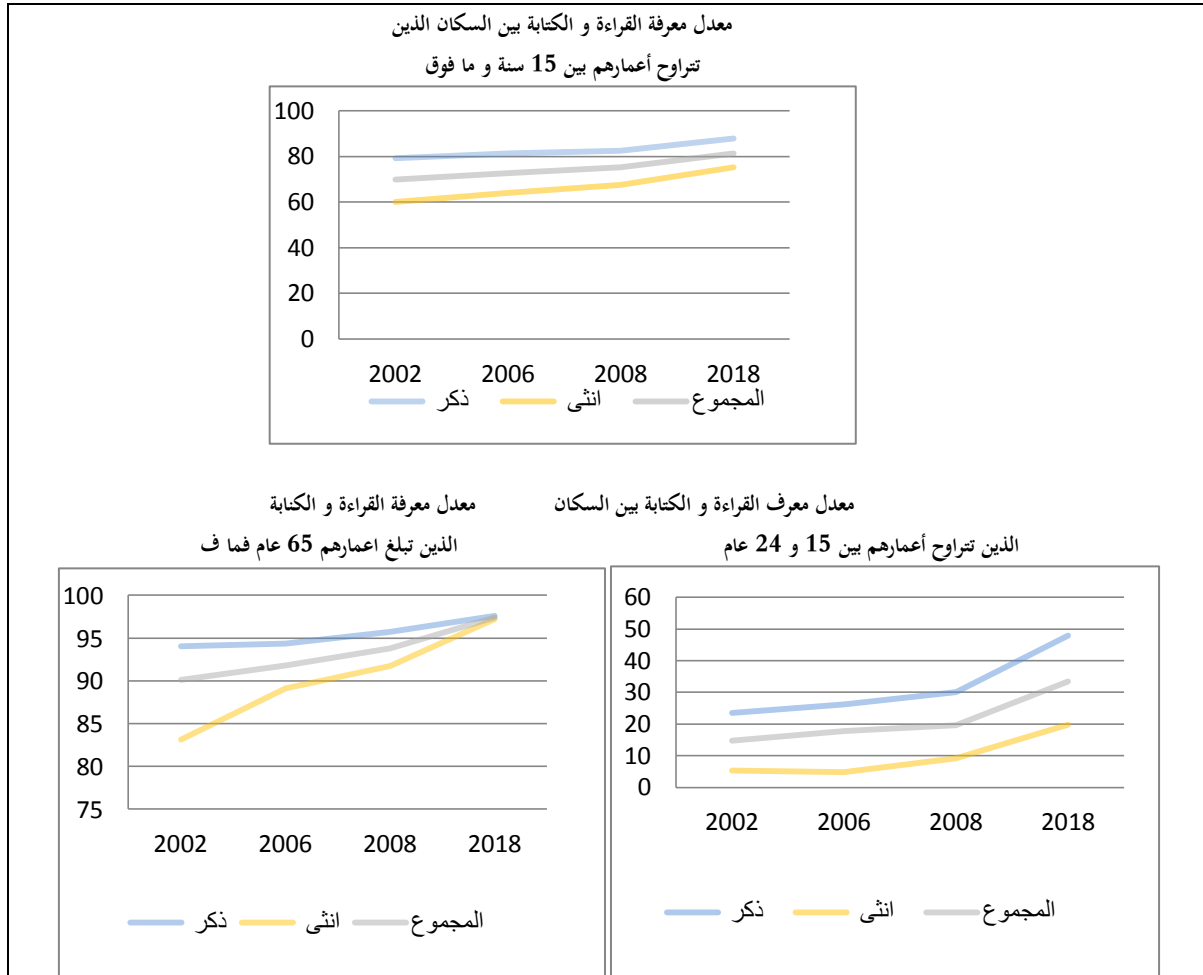 معدل معرفة القراءة و الكتابة بين السكان الذين
تتراوح أعمارهم بين 15 سنة و ما فوق
100
80
60
40
20
0
2002 2006 2008 2018
ذكر انثى المجموع
معدل معرف القراءة و الكتابة بين السكان
الذين تتراوح أعمارهم بين 15 و 24 عام
60
50
40
30
20
10
0
2002 2006 2008 2018
ذكر انثى المجموع
معدل معرفة القراءة و الكنابة
الذين تبلغ اعمارهم 65 عام فما ف
100
95
90
85
80
75
2002 2006 2008 2018
ذكر انثى المجموع